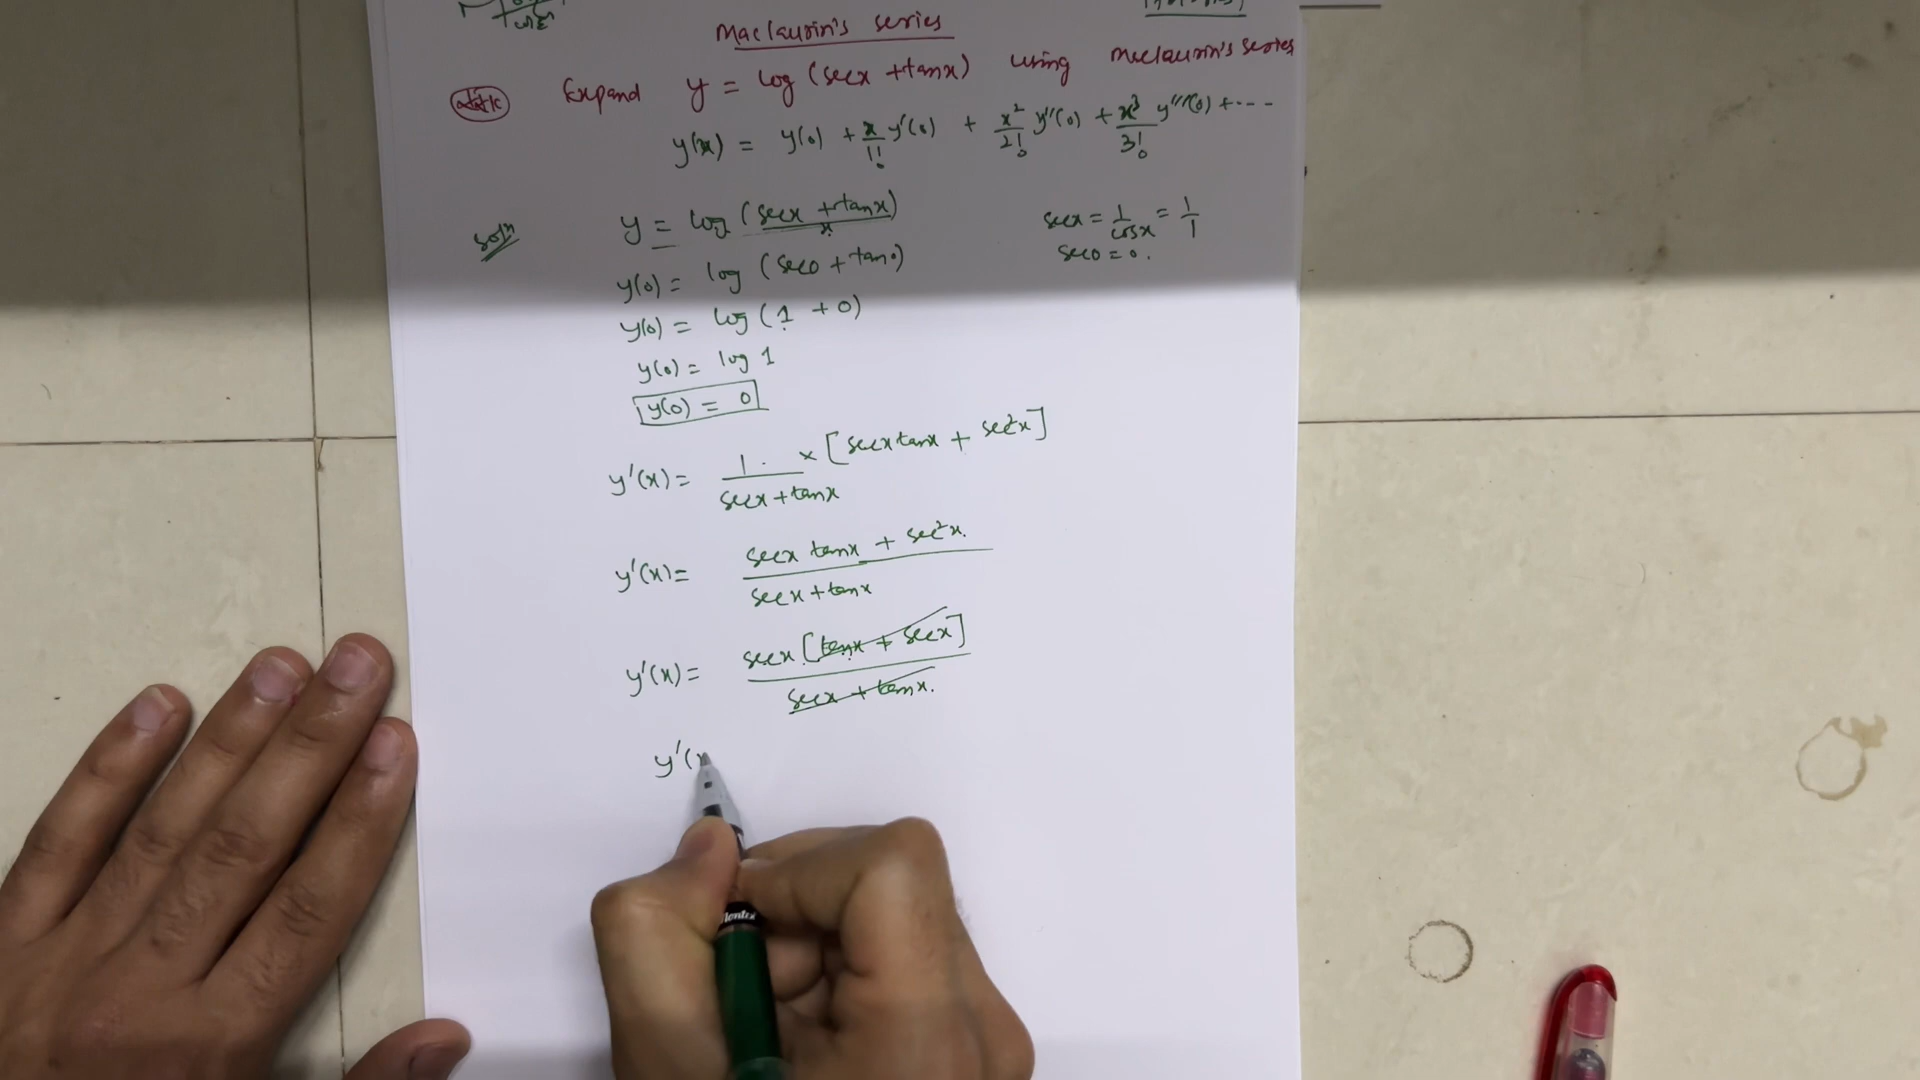 Maclaurin's series
Expand y = log (secx + tanx) using Maclaurin's series
y(x) = y(0) + x/1! y'(0) + x²/2! y''(0) + x³/3! y'''(0) + ----
Solⁿ
y = log (secx + tanx)
secx = 1/cosx = 1/1
y(0) = log (sec0 + tan0)
sec0 = 0.
y(0) = log (1 + 0)
y(0) = log 1
y(0) = 0
y'(x) = 1/(secx + tanx) × [secx tanx + sec²x]
y'(x) = (secx tanx + sec²x)/(secx + tanx)
y'(x) = secx [tanx + secx]/(secx + tanx)
y'(x